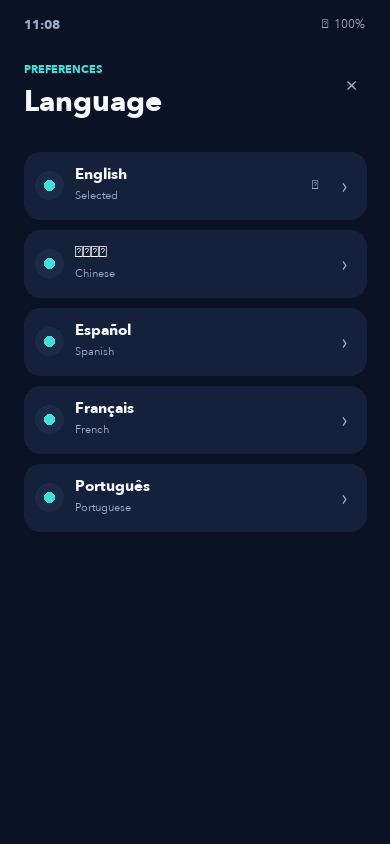 11:08
100%
PREFERENCES
Language
English
Selected
Chinese
Español
Spanish
Français
French
Português
Portuguese